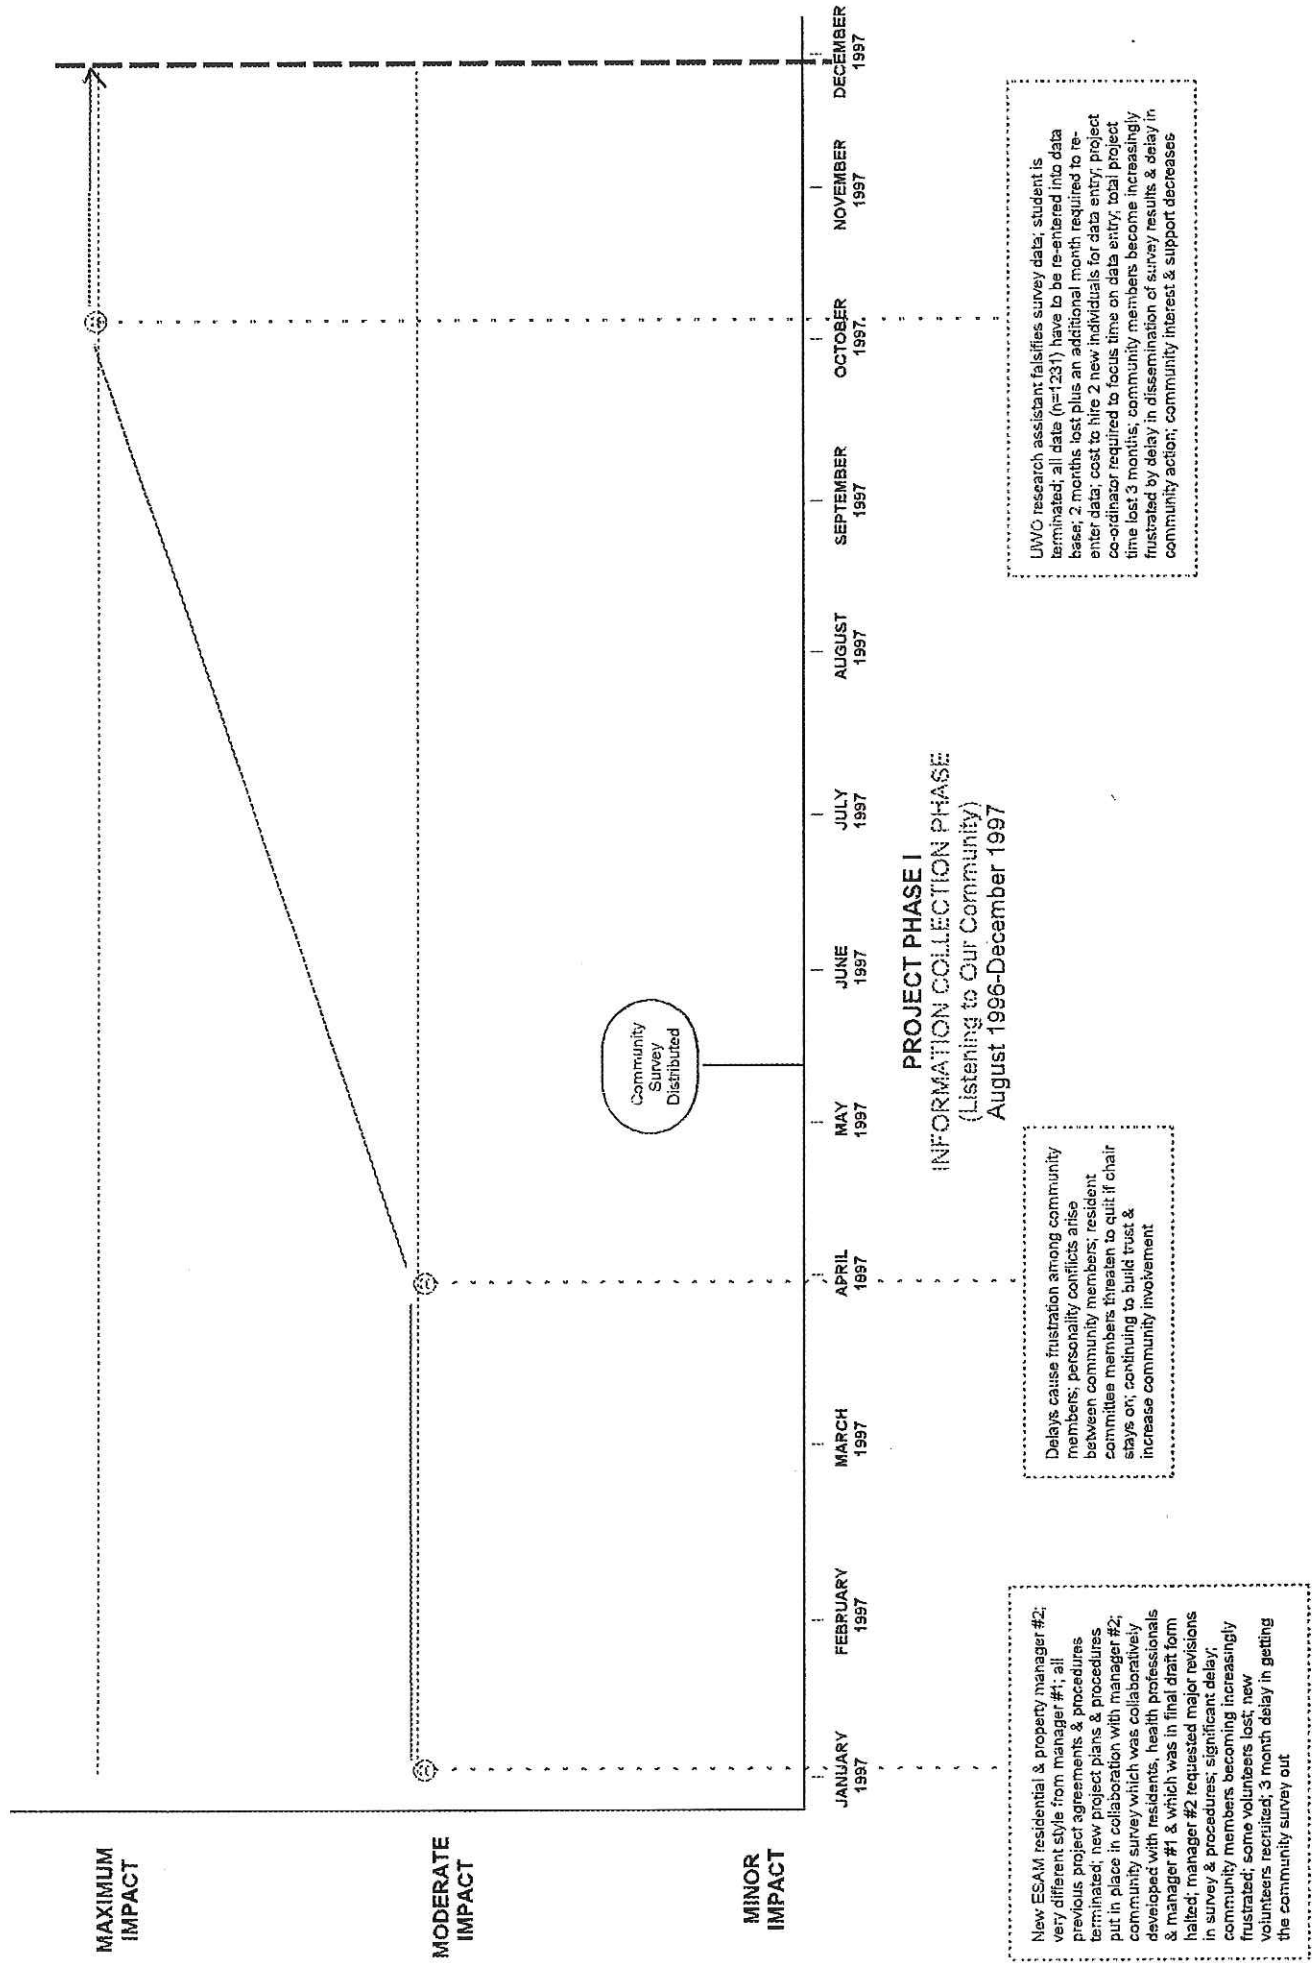 MAXIMUM
IMPACT
MODERATE
IMPACT
MINOR
IMPACT
Community
Survey
Distributed
JANUARY
1997
FEBRUARY
1997
MARCH
1997
APRIL
1997
MAY
1997
JUNE
1997
JULY
1997
AUGUST
1997
SEPTEMBER
1997
OCTOBER
1997
NOVEMBER
1997
DECEMBER
1997
PROJECT PHASE I
INFORMATION COLLECTION PHASE
(Listening to Our Community)
August 1996-December 1997
New ESAM residential & property manager #2;
very different style from manager #1; all
previous project agreements & procedures
terminated; new project plans & procedures
put in place in collaboration with manager #2;
community survey which was collaboratively
developed with residents, health professionals
& manager #1 & which was in final draft form
halted; manager #2 requested major revisions
in survey & procedures; significant delay;
community members becoming increasingly
frustrated; some volunteers lost; new
volunteers recruited; 3 month delay in getting
the community survey out
Delays cause frustration among community
members; personality conflicts arise
between community members; resident
committee members threaten to quit if chair
stays on; continuing to build trust &
increase community involvement
UWO research assistant falsifies survey data; student is
terminated; all date (n=1231) have to be re-entered into data
base; 2 months lost plus an additional month required to re-
enter data; cost to hire 2 new individuals for data entry; project
co-ordinator required to focus time on data entry; total project
time lost 3 months; community members become increasingly
frustrated by delay in dissemination of survey results & delay in
community action; community interest & support decreases